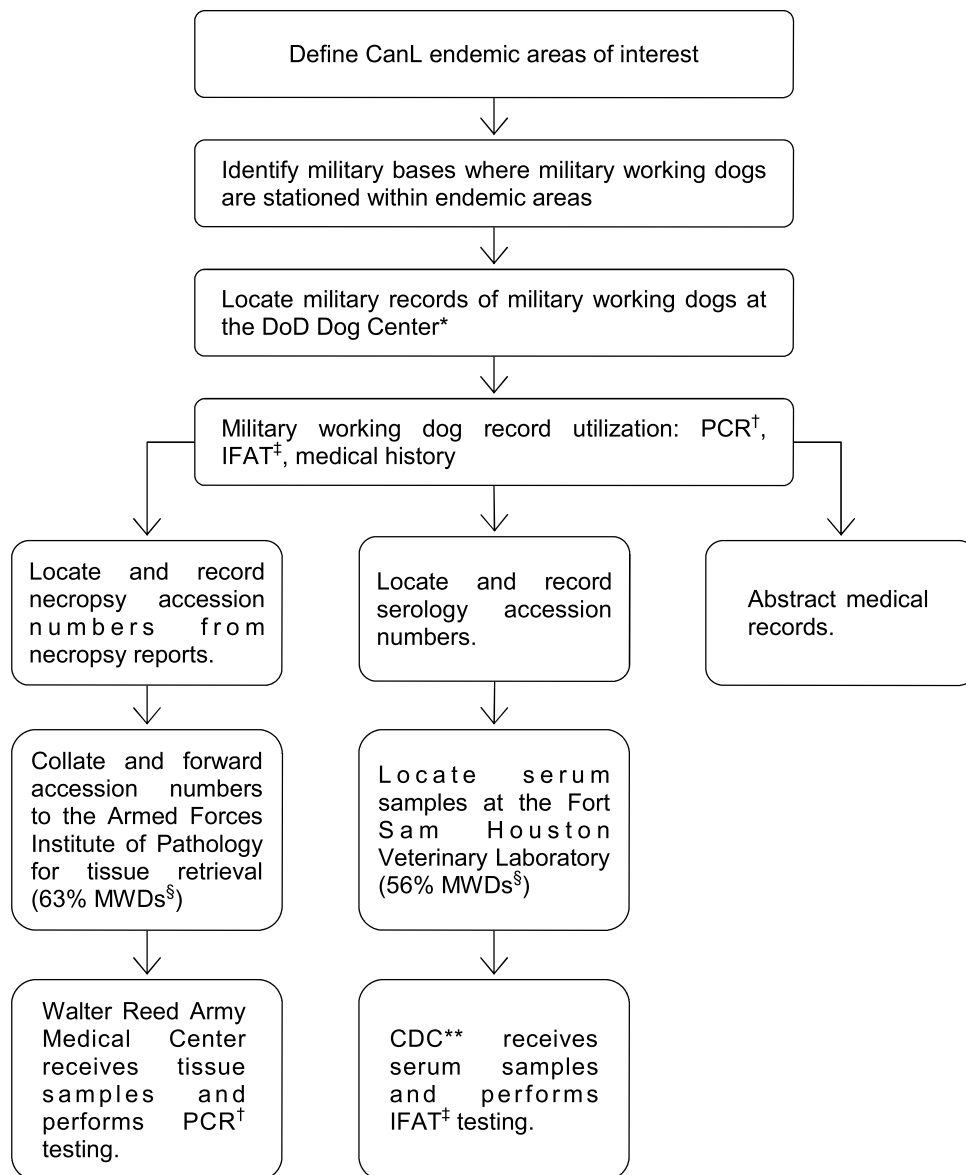 Define CanL endemic areas of interest
Identify military bases where military working dogs
are stationed within endemic areas
Locate military records of military working dogs at
the DoD Dog Center*
Military working dog record utilization: PCR†,
IFAT‡, medical history
Locate and record
necropsy accession
numbers from
necropsy reports.
Locate and record
serology accession
numbers.
Abstract medical
records.
Collate and forward
accession numbers
to the Armed Forces
Institute of Pathology
for tissue retrieval
(63% MWDs§)
Locate serum
samples at the Fort
Sam Houston
Veterinary Laboratory
(56% MWDs§)
Walter Reed Army
Medical Center
receives tissue
samples and
performs PCR†
testing.
CDC** receives
serum samples
and performs
IFAT‡ testing.